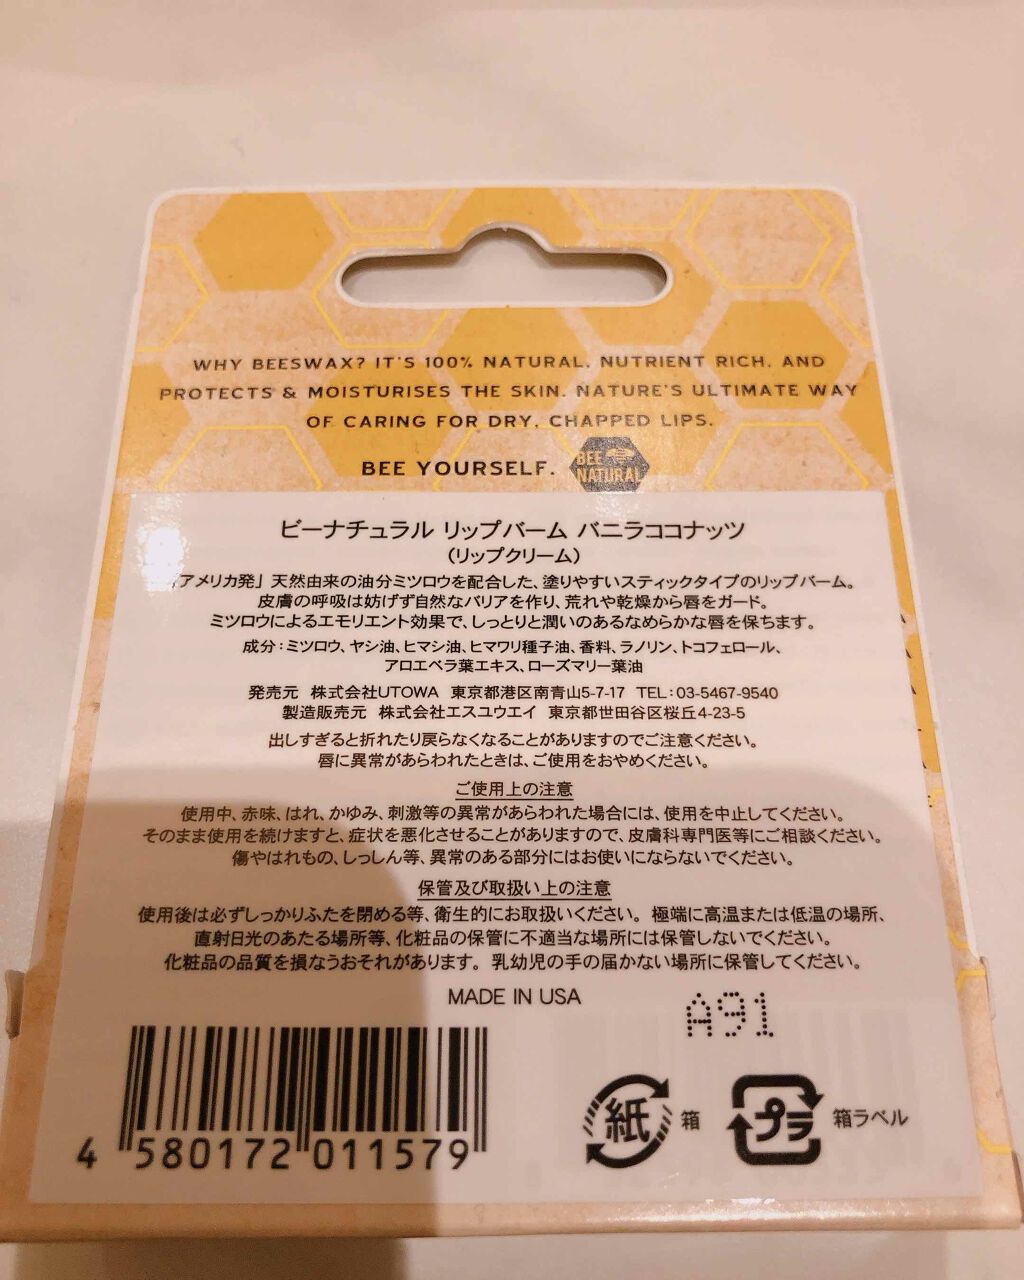 WHY BEESWAX? IT'S 100% NATURAL, NUTRIENT RICH, AND
PROTECTS & MOISTURISES THE SKIN. NATURE'S ULTIMATE WAY
OF CARING FOR DRY, CHAPPED LIPS.
BEE YOURSELF.
BEE
NATURAL
ビーナチュラル リップバーム バニラココナッツ
(リップクリーム)
「アメリカ発」天然由来の油分ミツロウを配合した、塗りやすいスティックタイプのリップバーム。
皮膚の呼吸は妨げず自然なバリアを作り、荒れや乾燥から唇をガード。
ミツロウによるエモリエント効果で、しっとりと潤いのあるなめらかな唇を保ちます。
成分:ミツロウ、ヤシ油、ヒマシ油、ヒマワリ種子油、香料、ラノリン、トコフェロール、
アロエベラ葉エキス、ローズマリー葉油
発売元 株式会社UTOWA 東京都港区南青山5-7-17 TEL:03-5467-9540
製造販売元 株式会社エスユウエイ 東京都世田谷区桜丘4-23-5
出しすぎると折れたり戻らなくなることがありますのでご注意ください。
唇に異常があらわれたときは、ご使用をおやめください。
ご使用上の注意
使用中、赤味、はれ、かゆみ、刺激等の異常があらわれた場合には、使用を中止してください。
そのまま使用を続けますと、症状を悪化させることがありますので、皮膚科専門医等にご相談ください。
傷やはれもの、しっしん等、異常のある部分にはお使いにならないでください。
保管及び取扱い上の注意
使用後は必ずしっかりふたを閉める等、衛生的にお取扱いください。極端に高温または低温の場所、
直射日光のあたる場所等、化粧品の保管に不適当な場所には保管しないでください。
化粧品の品質を損なうおそれがあります。乳幼児の手の届かない場所に保管してください。
MADE IN USA
A91
4 580172 011579
紙 箱
プラ 箱ラベル